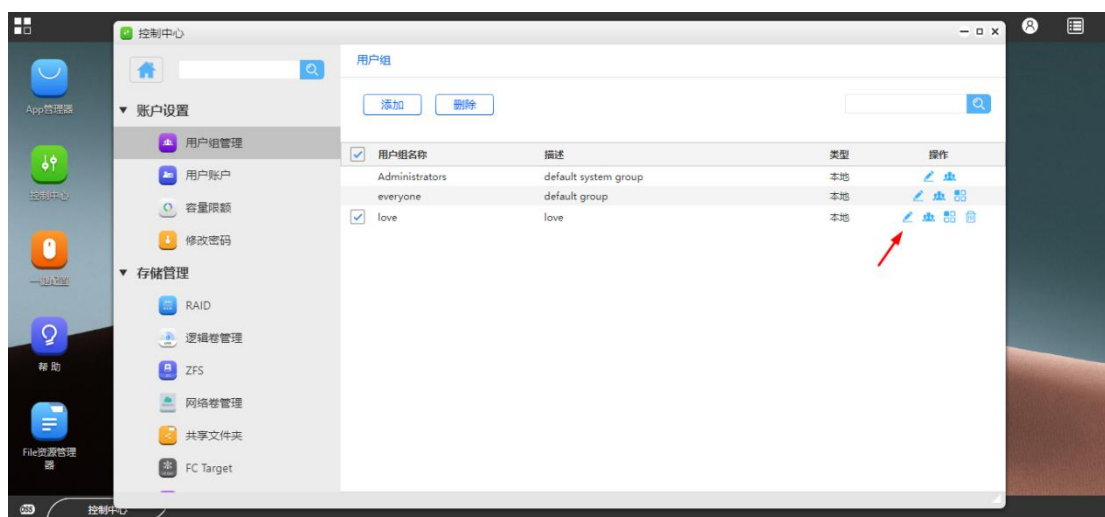 控制中心
App管理器
控制中心
一键配置
帮 助
File资源管理
器
账户设置
用户组管理
用户账户
容量限额
修改密码
存储管理
RAID
逻辑卷管理
ZFS
网络卷管理
共享文件夹
FC Target
用户组
添加
删除
用户组名称 描述 类型 操作
Administrators default system group 本地
everyone default group 本地
love love 本地
控制中心